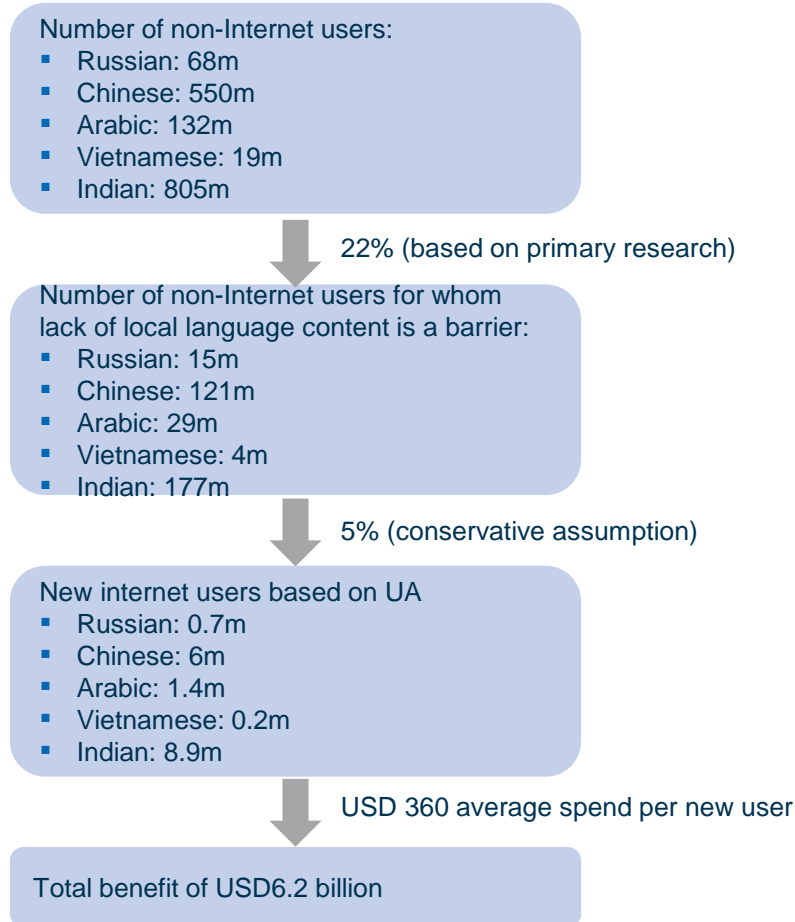 Number of non-Internet users:
▪ Russian: 68m
▪ Chinese: 550m
▪ Arabic: 132m
▪ Vietnamese: 19m
▪ Indian: 805m
22% (based on primary research)
Number of non-Internet users for whom
lack of local language content is a barrier:
▪ Russian: 15m
▪ Chinese: 121m
▪ Arabic: 29m
▪ Vietnamese: 4m
▪ Indian: 177m
5% (conservative assumption)
New internet users based on UA
▪ Russian: 0.7m
▪ Chinese: 6m
▪ Arabic: 1.4m
▪ Vietnamese: 0.2m
▪ Indian: 8.9m
USD 360 average spend per new user
Total benefit of USD6.2 billion